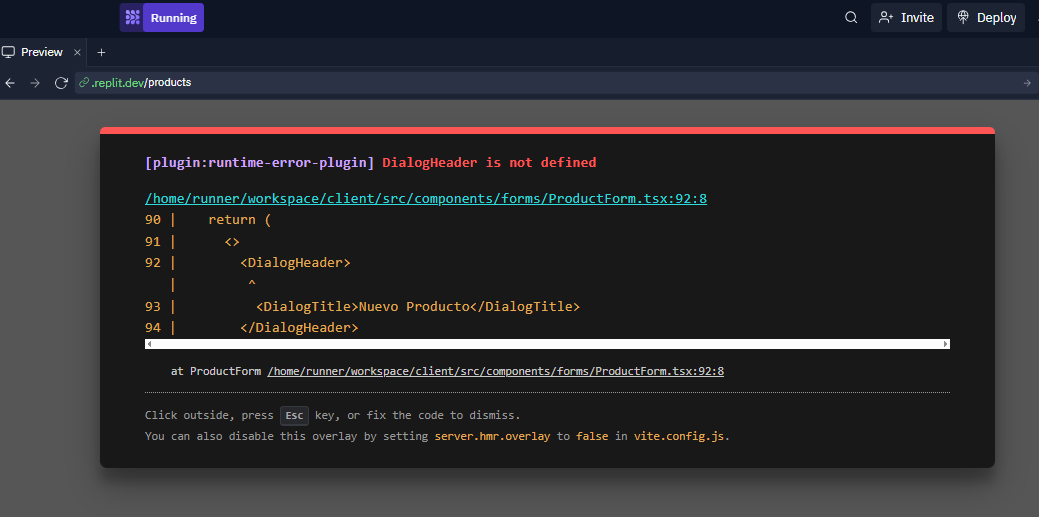 Running
Invite
Deploy
Preview × +
.replit.dev/products
[plugin:runtime-error-plugin] DialogHeader is not defined
/home/runner/workspace/client/src/components/forms/ProductForm.tsx:92:8
90 |    return (
91 |      <>
92 |        <DialogHeader>
   |         ^
93 |          <DialogTitle>Nuevo Producto</DialogTitle>
94 |        </DialogHeader>
at ProductForm /home/runner/workspace/client/src/components/forms/ProductForm.tsx:92:8
Click outside, press Esc key, or fix the code to dismiss.
You can also disable this overlay by setting server.hmr.overlay to false in vite.config.js.